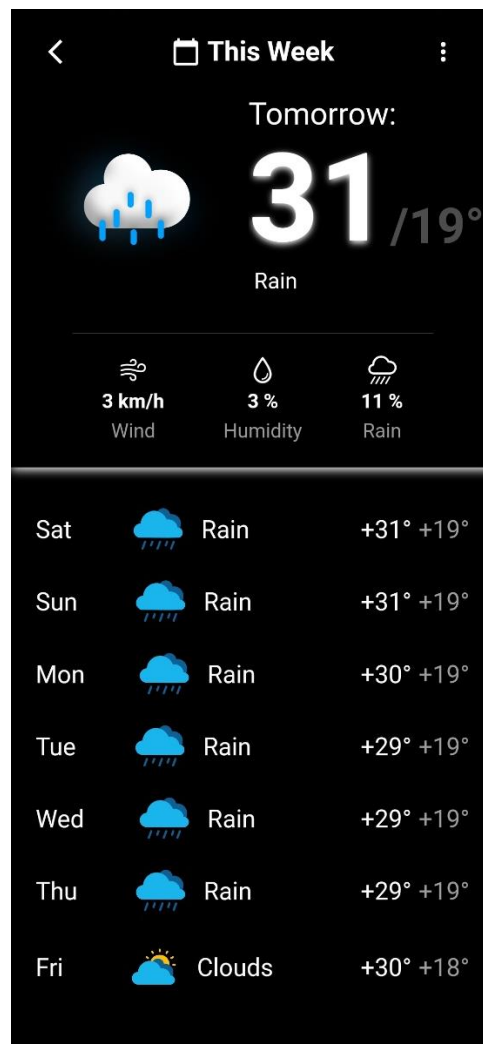 This Week
Tomorrow:
31/19°
Rain
3 km/h 3 % 11 %
Wind Humidity Rain
Sat Rain +31° +19°
Sun Rain +31° +19°
Mon Rain +30° +19°
Tue Rain +29° +19°
Wed Rain +29° +19°
Thu Rain +29° +19°
Fri Clouds +30° +18°